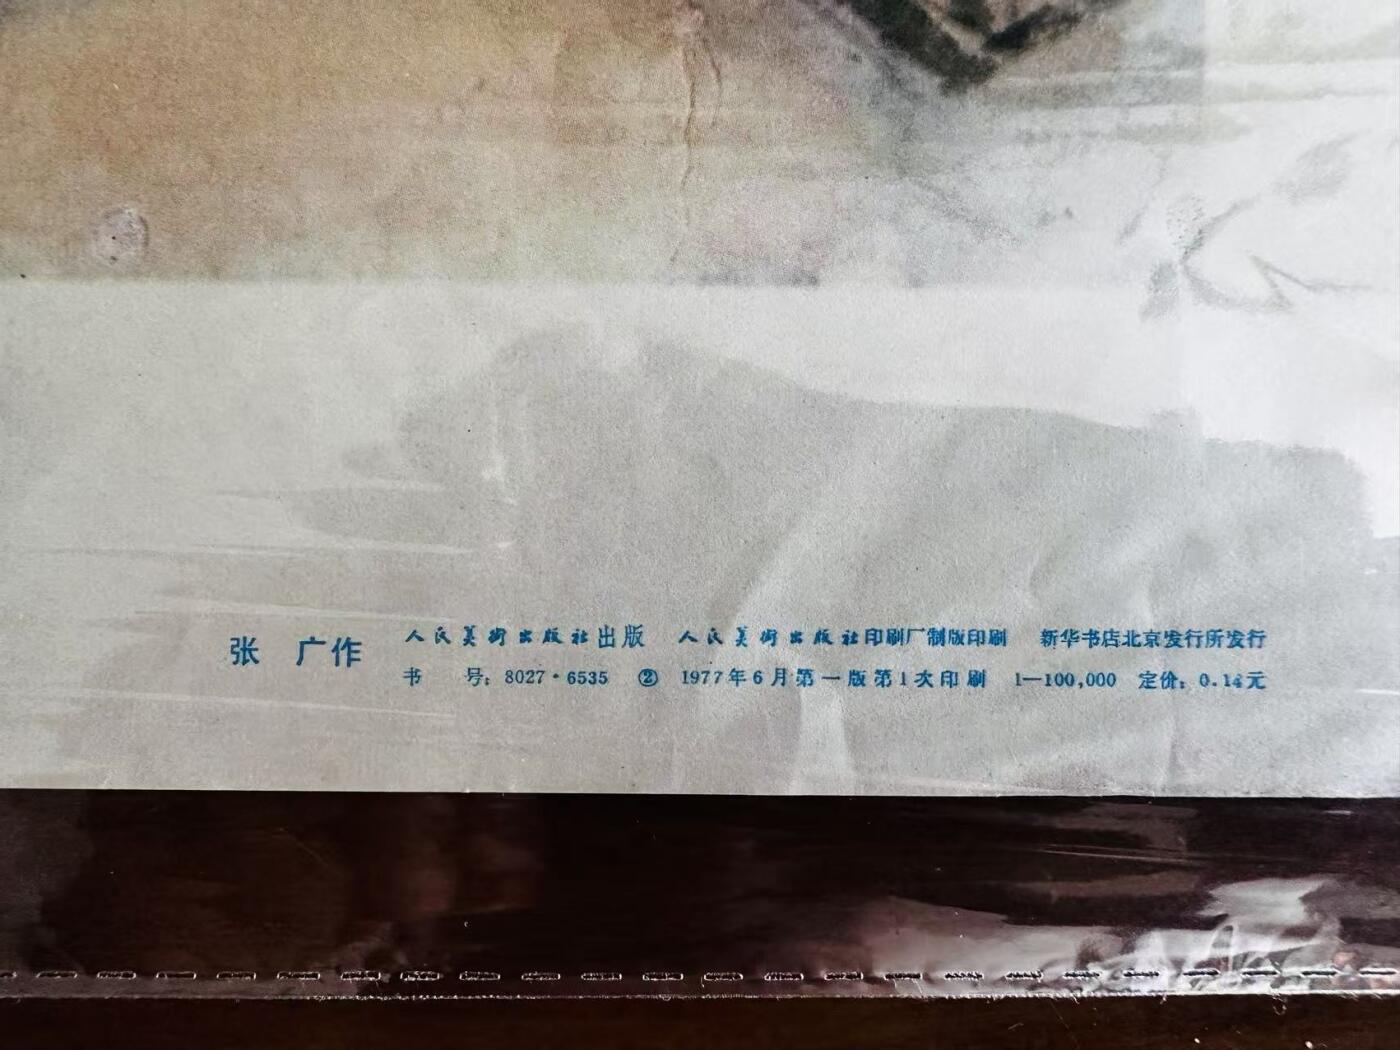 张 广作
人民美術出版社出版 人民美術出版社印刷厂制版印刷 新华书店北京发行所发行
书 号：8027·6535 ② 1977年6月第一版第1次印刷 1—100,000 定价：0.14元